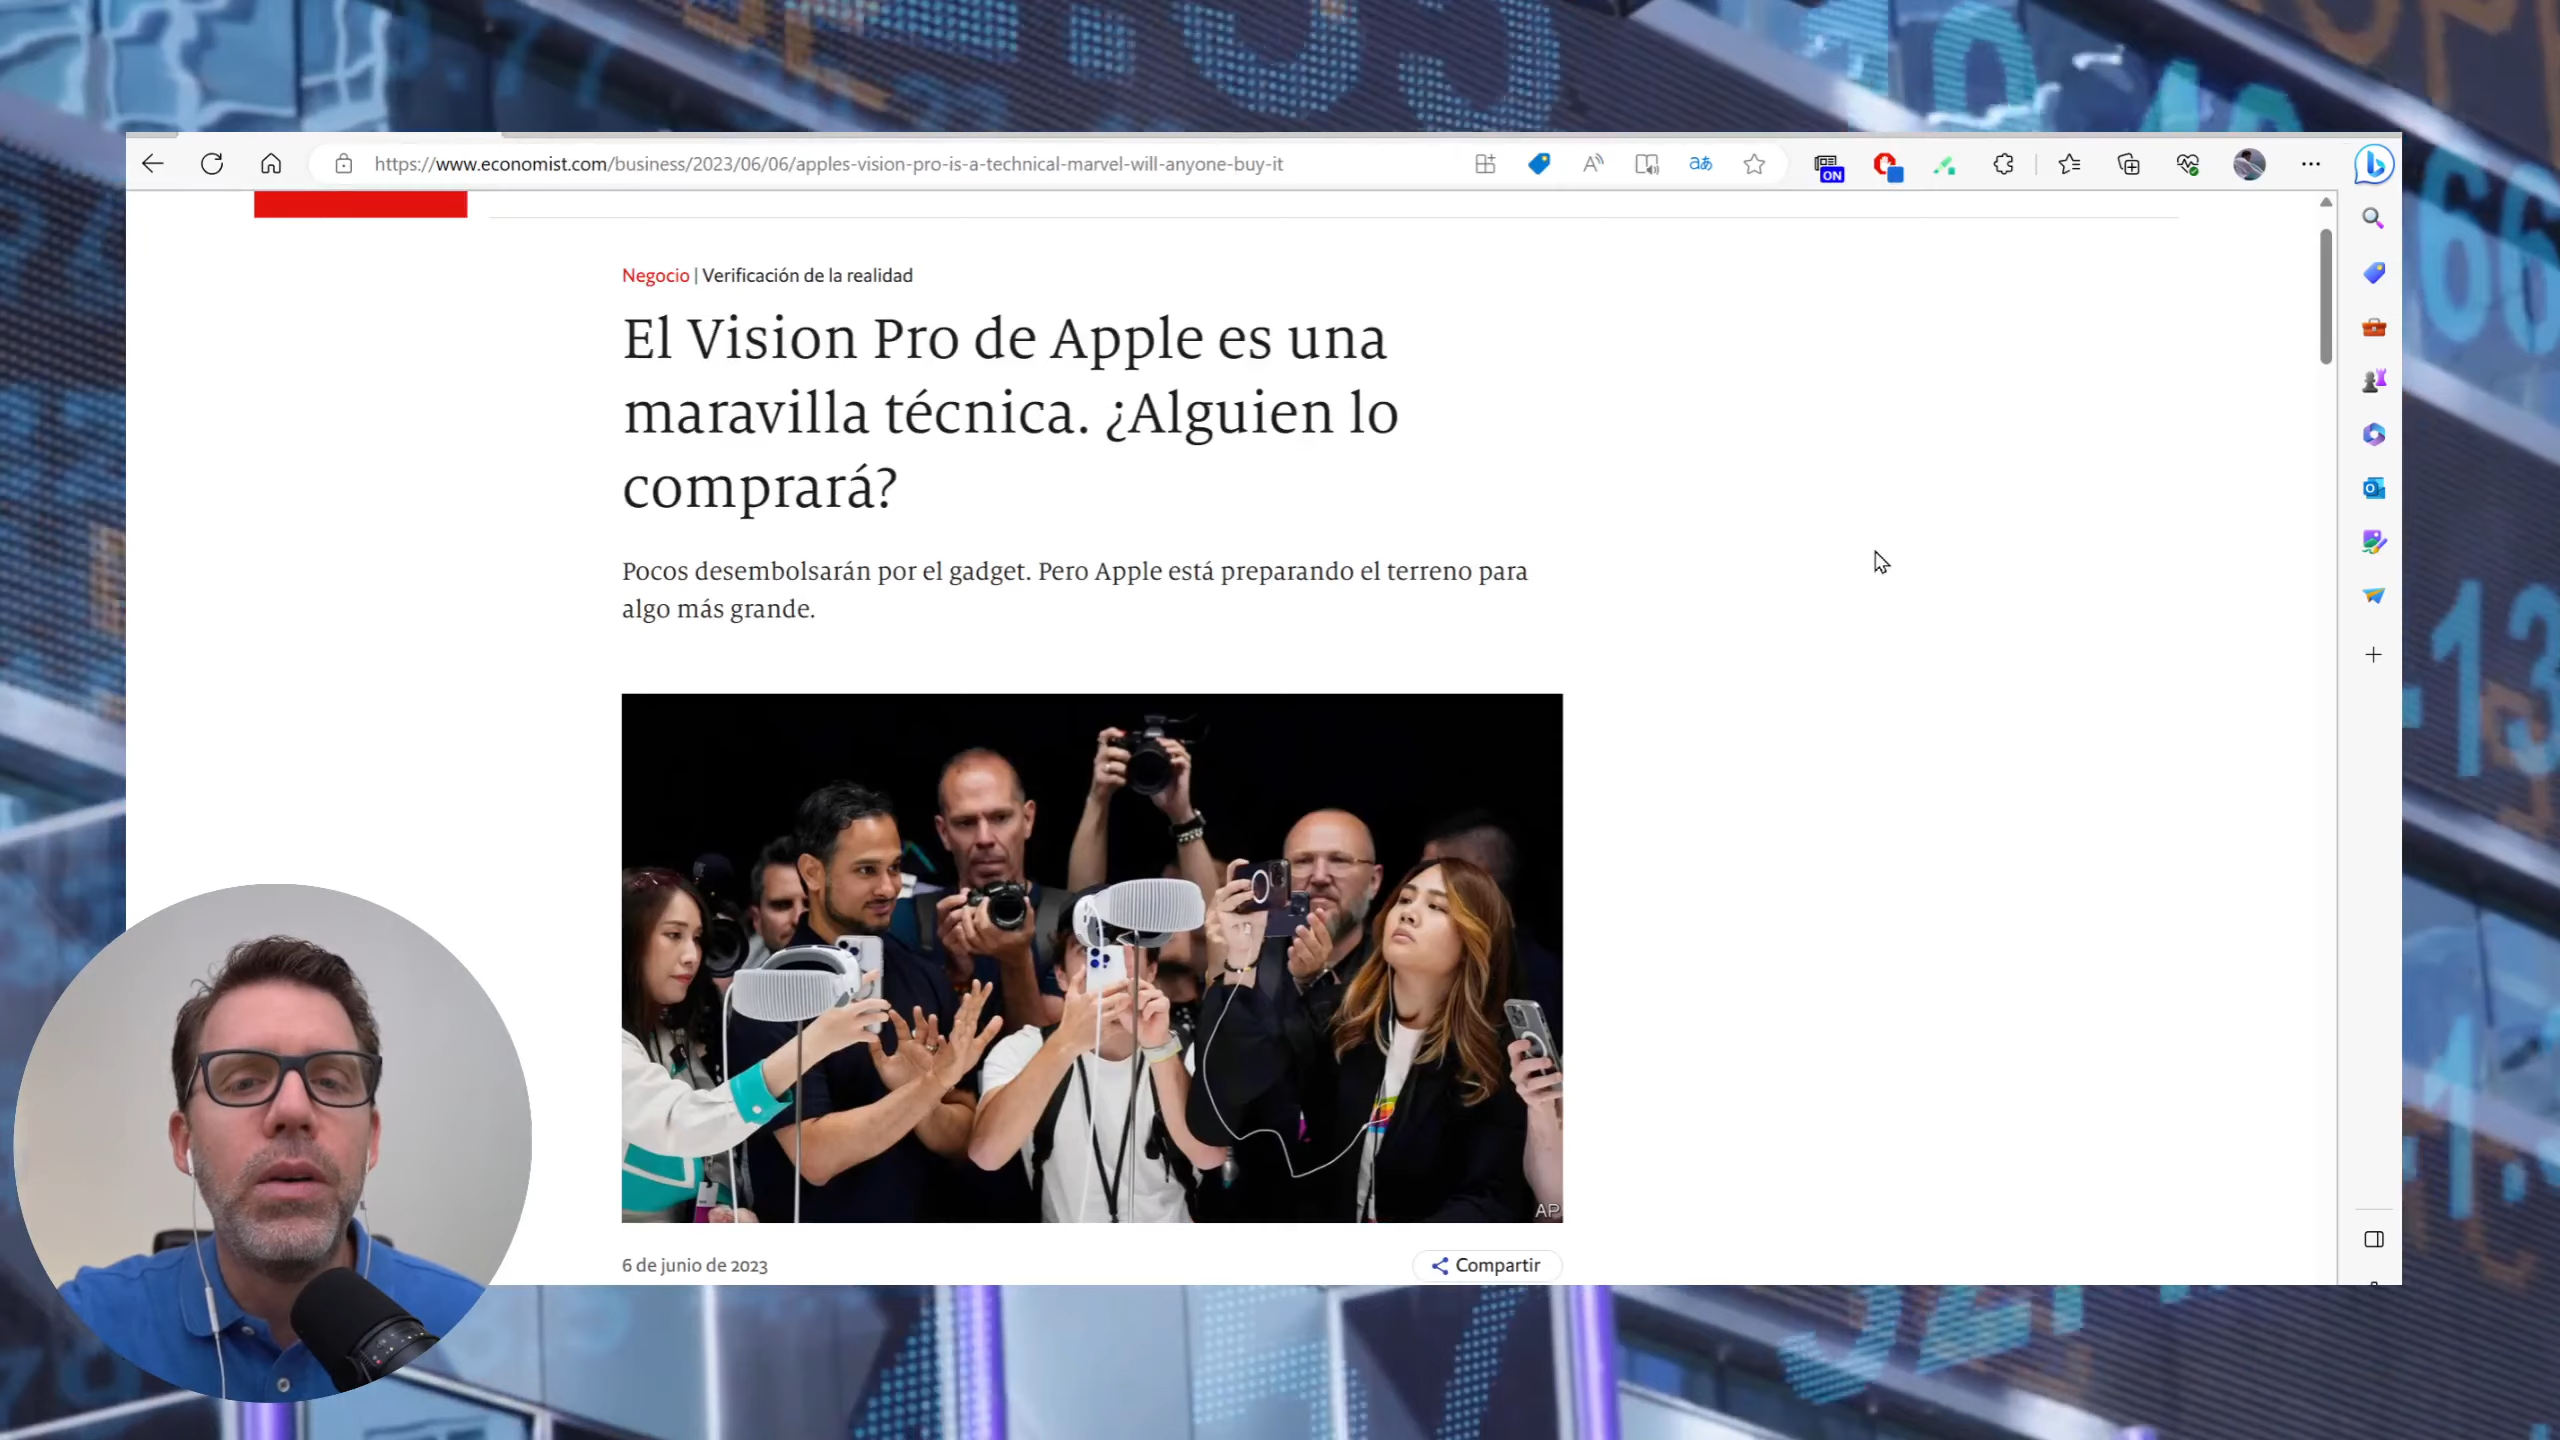 https://www.economist.com/business/2023/06/06/apples-vision-pro-is-a-technical-marvel-will-anyone-buy-it
ON
Negocio | Verificación de la realidad
El Vision Pro de Apple es una
maravilla técnica. ¿Alguien lo
comprará?
Pocos desembolsarán por el gadget. Pero Apple está preparando el terreno para
algo más grande.
AP
6 de junio de 2023
Compartir